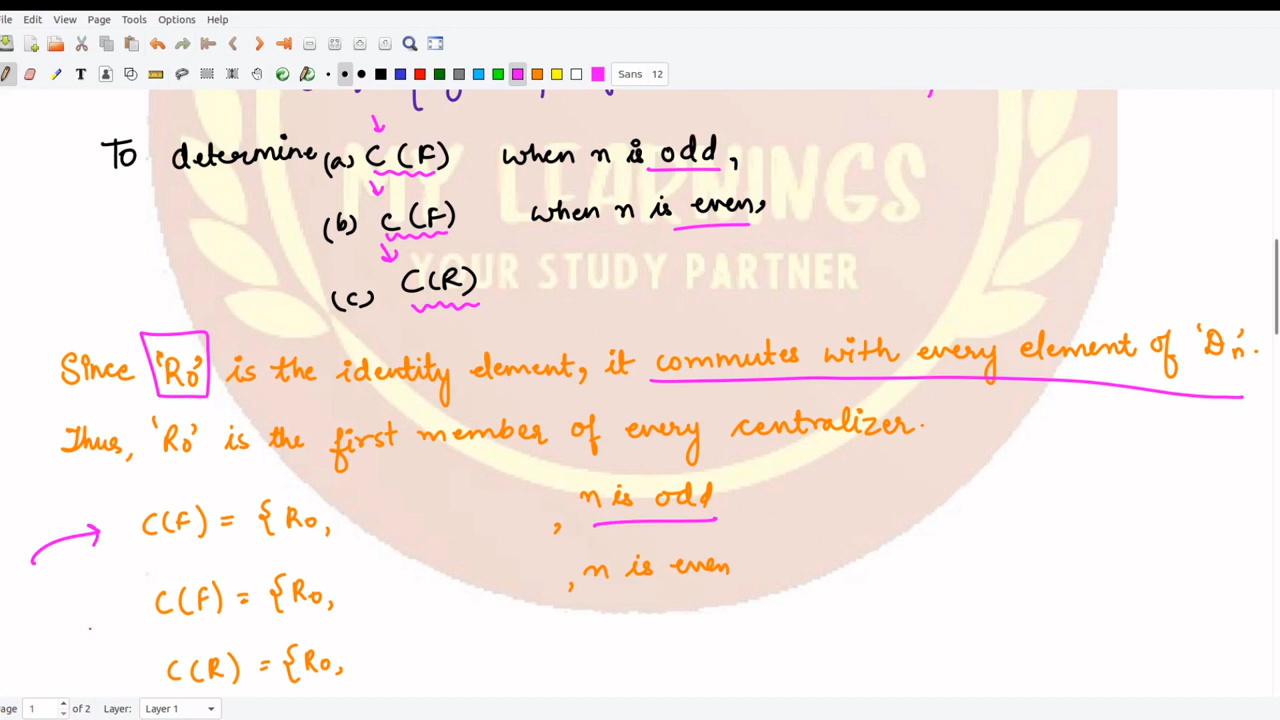 File Edit View Page Tools Options Help
Sans 12
MY LEARNINGS
YOUR STUDY PARTNER
To determine (a) C(F) when n is odd,
(b) C(F) when n is even,
(c) C(R)
Since 'R₀' is the identity element, it commutes with every element of 'Dₙ'.
Thus, 'R₀' is the first member of every centralizer.
C(F) = {R₀, , n is odd
C(F) = {R₀, , n is even
C(R) = {R₀,
Page 1 of 2 Layer: Layer 1